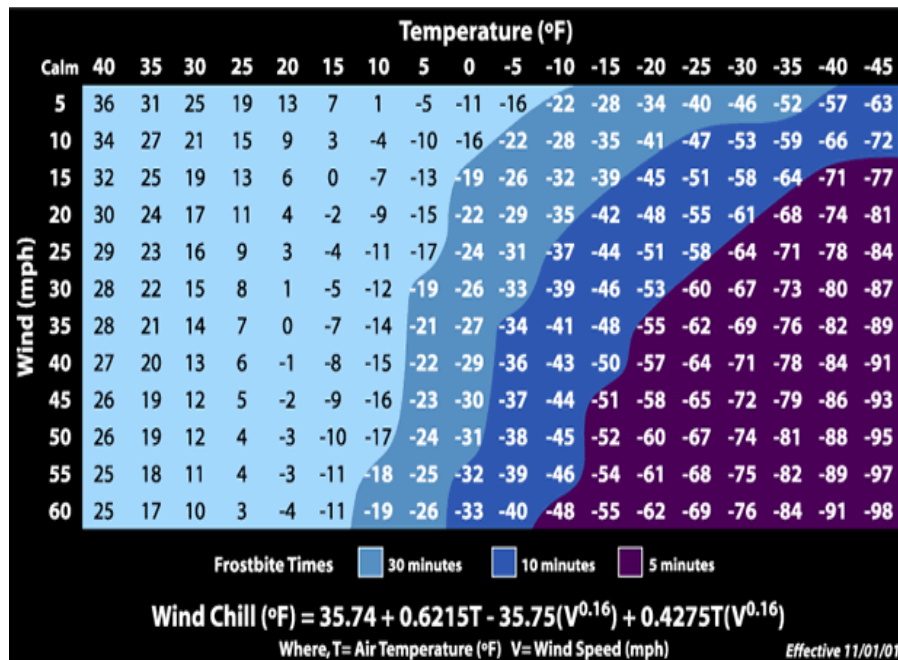 Temperature (ºF)
Calm 40 35 30 25 20 15 10 5 0 -5 -10 -15 -20 -25 -30 -35 -40 -45
5 36 31 25 19 13 7 1 -5 -11 -16 -22 -28 -34 -40 -46 -52 -57 -63
10 34 27 21 15 9 3 -4 -10 -16 -22 -28 -35 -41 -47 -53 -59 -66 -72
15 32 25 19 13 6 0 -7 -13 -19 -26 -32 -39 -45 -51 -58 -64 -71 -77
20 30 24 17 11 4 -2 -9 -15 -22 -29 -35 -42 -48 -55 -61 -68 -74 -81
25 29 23 16 9 3 -4 -11 -17 -24 -31 -37 -44 -51 -58 -64 -71 -78 -84
30 28 22 15 8 1 -5 -12 -19 -26 -33 -39 -46 -53 -60 -67 -73 -80 -87
35 28 21 14 7 0 -7 -14 -21 -27 -34 -41 -48 -55 -62 -69 -76 -82 -89
40 27 20 13 6 -1 -8 -15 -22 -29 -36 -43 -50 -57 -64 -71 -78 -84 -91
45 26 19 12 5 -2 -9 -16 -23 -30 -37 -44 -51 -58 -65 -72 -79 -86 -93
50 26 19 12 4 -3 -10 -17 -24 -31 -38 -45 -52 -60 -67 -74 -81 -88 -95
55 25 18 11 4 -3 -11 -18 -25 -32 -39 -46 -54 -61 -68 -75 -82 -89 -97
60 25 17 10 3 -4 -11 -19 -26 -33 -40 -48 -55 -62 -69 -76 -84 -91 -98
Wind (mph)
Frostbite Times 30 minutes 10 minutes 5 minutes
Wind Chill (ºF) = 35.74 + 0.6215T - 35.75(V^0.16) + 0.4275T(V^0.16)
Where, T= Air Temperature (ºF) V= Wind Speed (mph) Effective 11/01/01